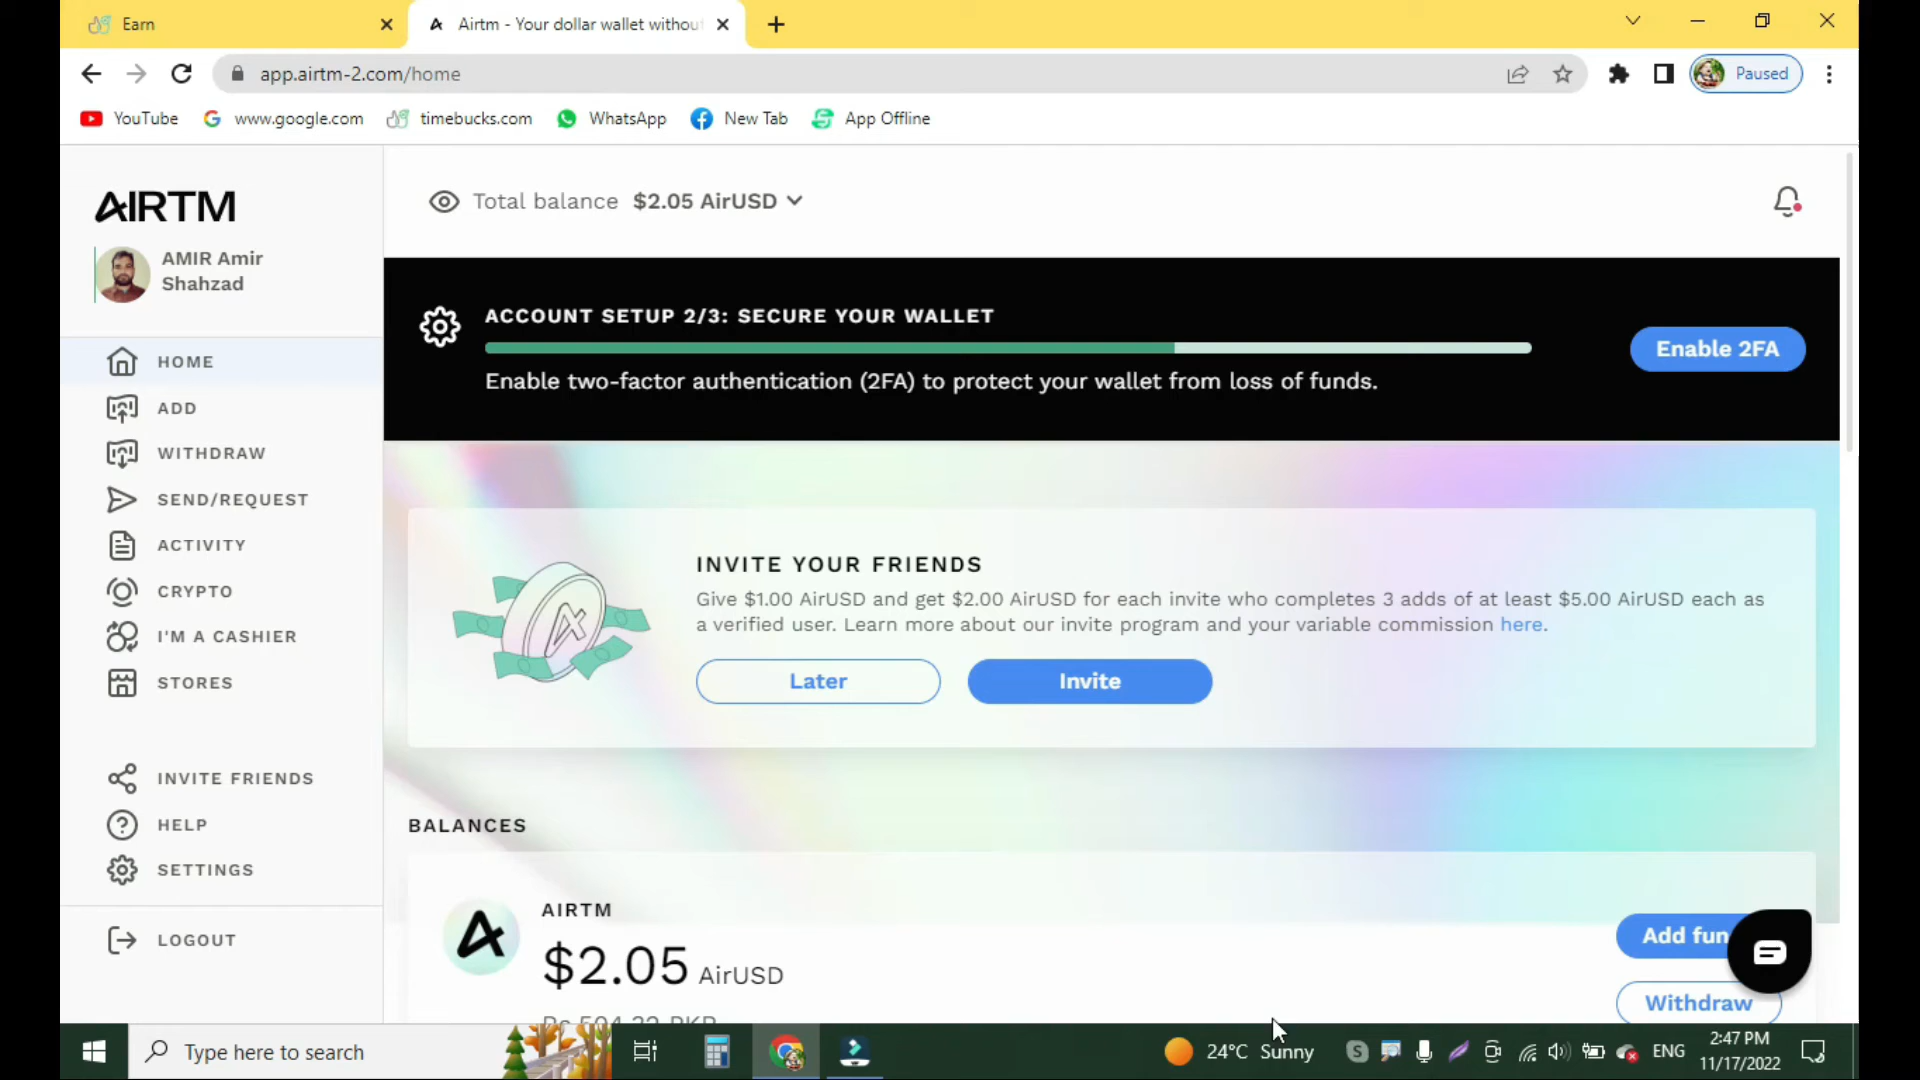 Earn
Airtm - Your dollar wallet withou
app.airtm-2.com/home
Paused
YouTube
www.google.com
timebucks.com
WhatsApp
New Tab
App Offline
AIRTM
AMIR Amir
Shahzad
HOME
ADD
WITHDRAW
SEND/REQUEST
ACTIVITY
CRYPTO
I'M A CASHIER
STORES
INVITE FRIENDS
HELP
SETTINGS
LOGOUT
Total balance $2.05 AirUSD
ACCOUNT SETUP 2/3: SECURE YOUR WALLET
Enable two-factor authentication (2FA) to protect your wallet from loss of funds.
Enable 2FA
INVITE YOUR FRIENDS
Give $1.00 AirUSD and get $2.00 AirUSD for each invite who completes 3 adds of at least $5.00 AirUSD each as
a verified user. Learn more about our invite program and your variable commission here.
Later
Invite
BALANCES
AIRTM
$2.05 AirUSD
Rs 504.32 PKR
Add fun
Withdraw
Type here to search
24°C Sunny
ENG
2:47 PM
11/17/2022